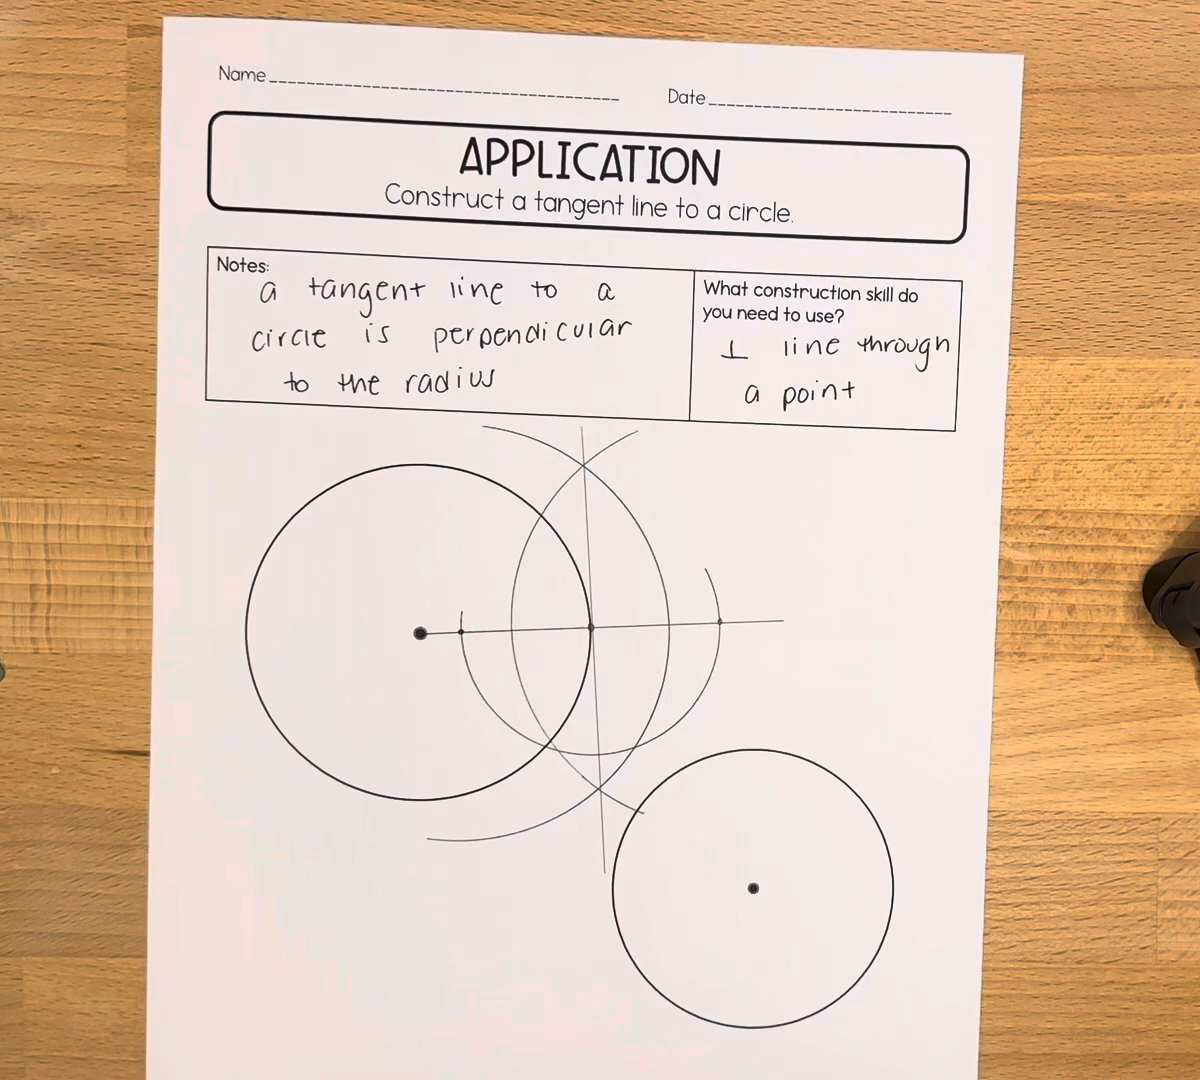 Name
Date
APPLICATION
Construct a tangent line to a circle.
Notes:
a tangent line to a
circle is perpendicular
to the radius
What construction skill do
you need to use?
⊥ line through
a point